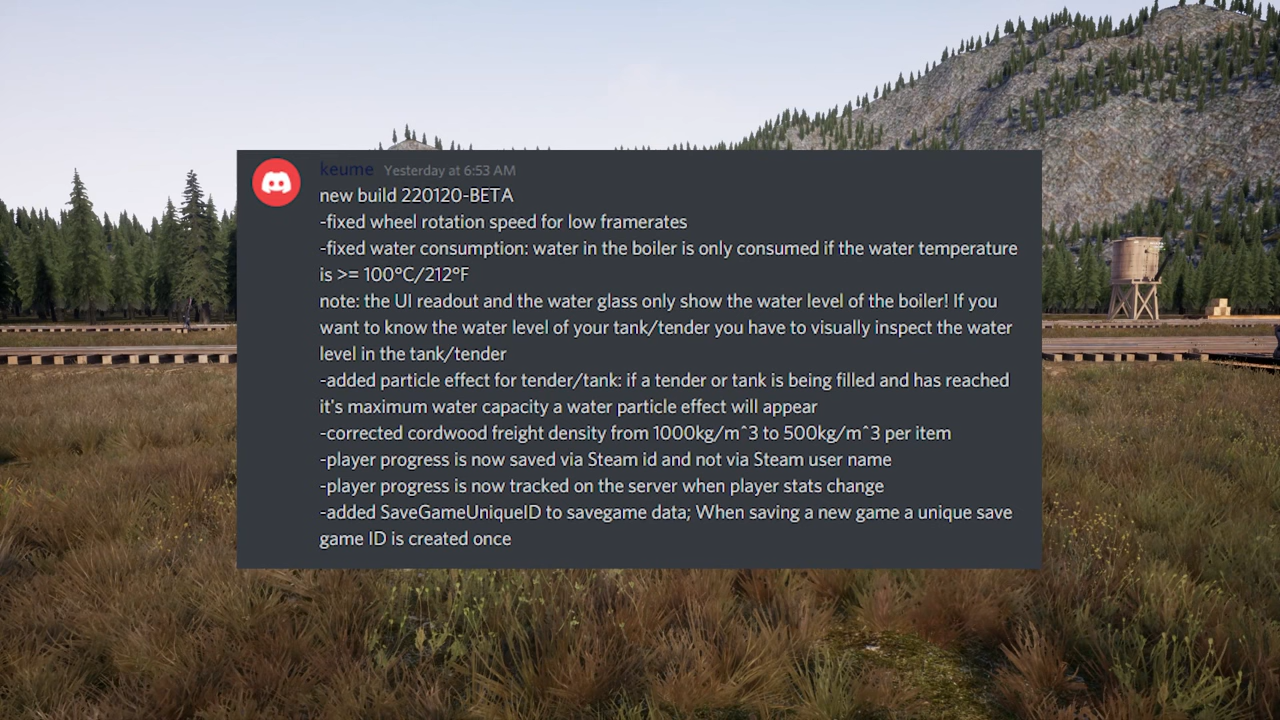 keume Yesterday at 6:53 AM
new build 220120-BETA
-fixed wheel rotation speed for low framerates
-fixed water consumption: water in the boiler is only consumed if the water temperature
is >= 100°C/212°F
note: the UI readout and the water glass only show the water level of the boiler! If you
want to know the water level of your tank/tender you have to visually inspect the water
level in the tank/tender
-added particle effect for tender/tank: if a tender or tank is being filled and has reached
it's maximum water capacity a water particle effect will appear
-corrected cordwood freight density from 1000kg/m^3 to 500kg/m^3 per item
-player progress is now saved via Steam id and not via Steam user name
-player progress is now tracked on the server when player stats change
-added SaveGameUniqueID to savegame data; When saving a new game a unique save
game ID is created once